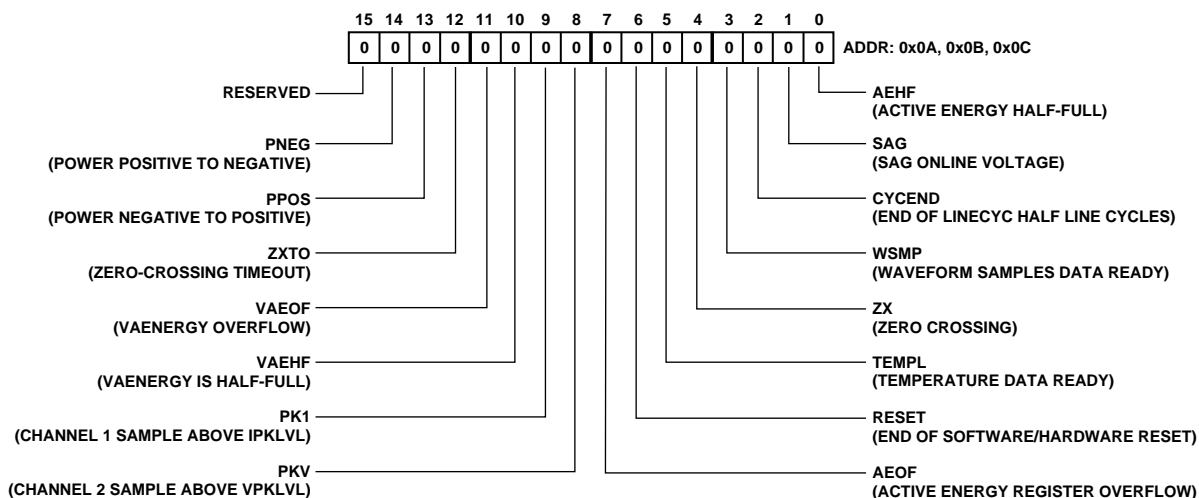 15 14 13 12 11 10 9 8 7 6 5 4 3 2 1 0
0 0 0 0 0 0 0 0 0 0 0 0 0 0 0 0 ADDR: 0x0A, 0x0B, 0x0C
RESERVED
PNEG
(POWER POSITIVE TO NEGATIVE)
PPOS
(POWER NEGATIVE TO POSITIVE)
ZXTO
(ZERO-CROSSING TIMEOUT)
VAEOF
(VAENERGY OVERFLOW)
VAEHF
(VAENERGY IS HALF-FULL)
PK1
(CHANNEL 1 SAMPLE ABOVE IPKLVL)
PKV
(CHANNEL 2 SAMPLE ABOVE VPKLVL)
AEHF
(ACTIVE ENERGY HALF-FULL)
SAG
(SAG ONLINE VOLTAGE)
CYCEND
(END OF LINECYC HALF LINE CYCLES)
WSMP
(WAVEFORM SAMPLES DATA READY)
ZX
(ZERO CROSSING)
TEMPL
(TEMPERATURE DATA READY)
RESET
(END OF SOFTWARE/HARDWARE RESET)
AEOF
(ACTIVE ENERGY REGISTER OVERFLOW)